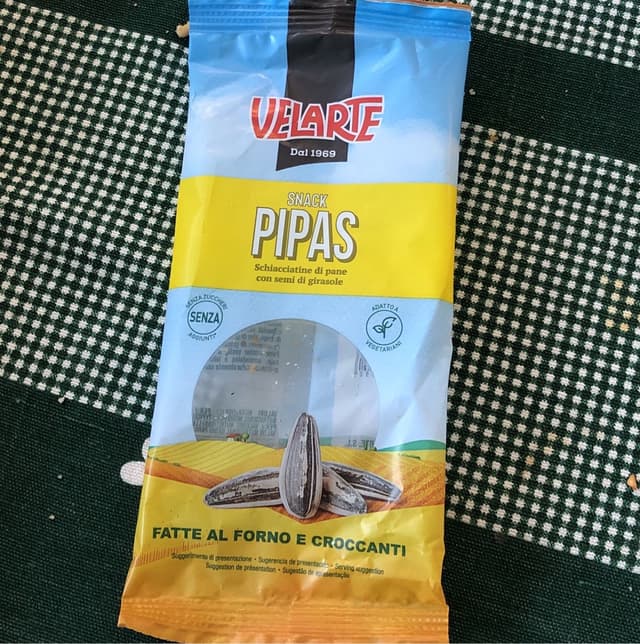 VELARTE
Dal 1969
SNACK
PIPAS
Schiacciatine di pane
con semi di girasole
SENZA ZUCCHERI
SENZA
AGGIUNTI*
ADATTO A
VEGETARIANI
FATTE AL FORNO E CROCCANTI
Suggerimento di presentazione • Sugerencia de presentación • Serving suggestion
Suggestion de présentation • Sugestão de apresentação